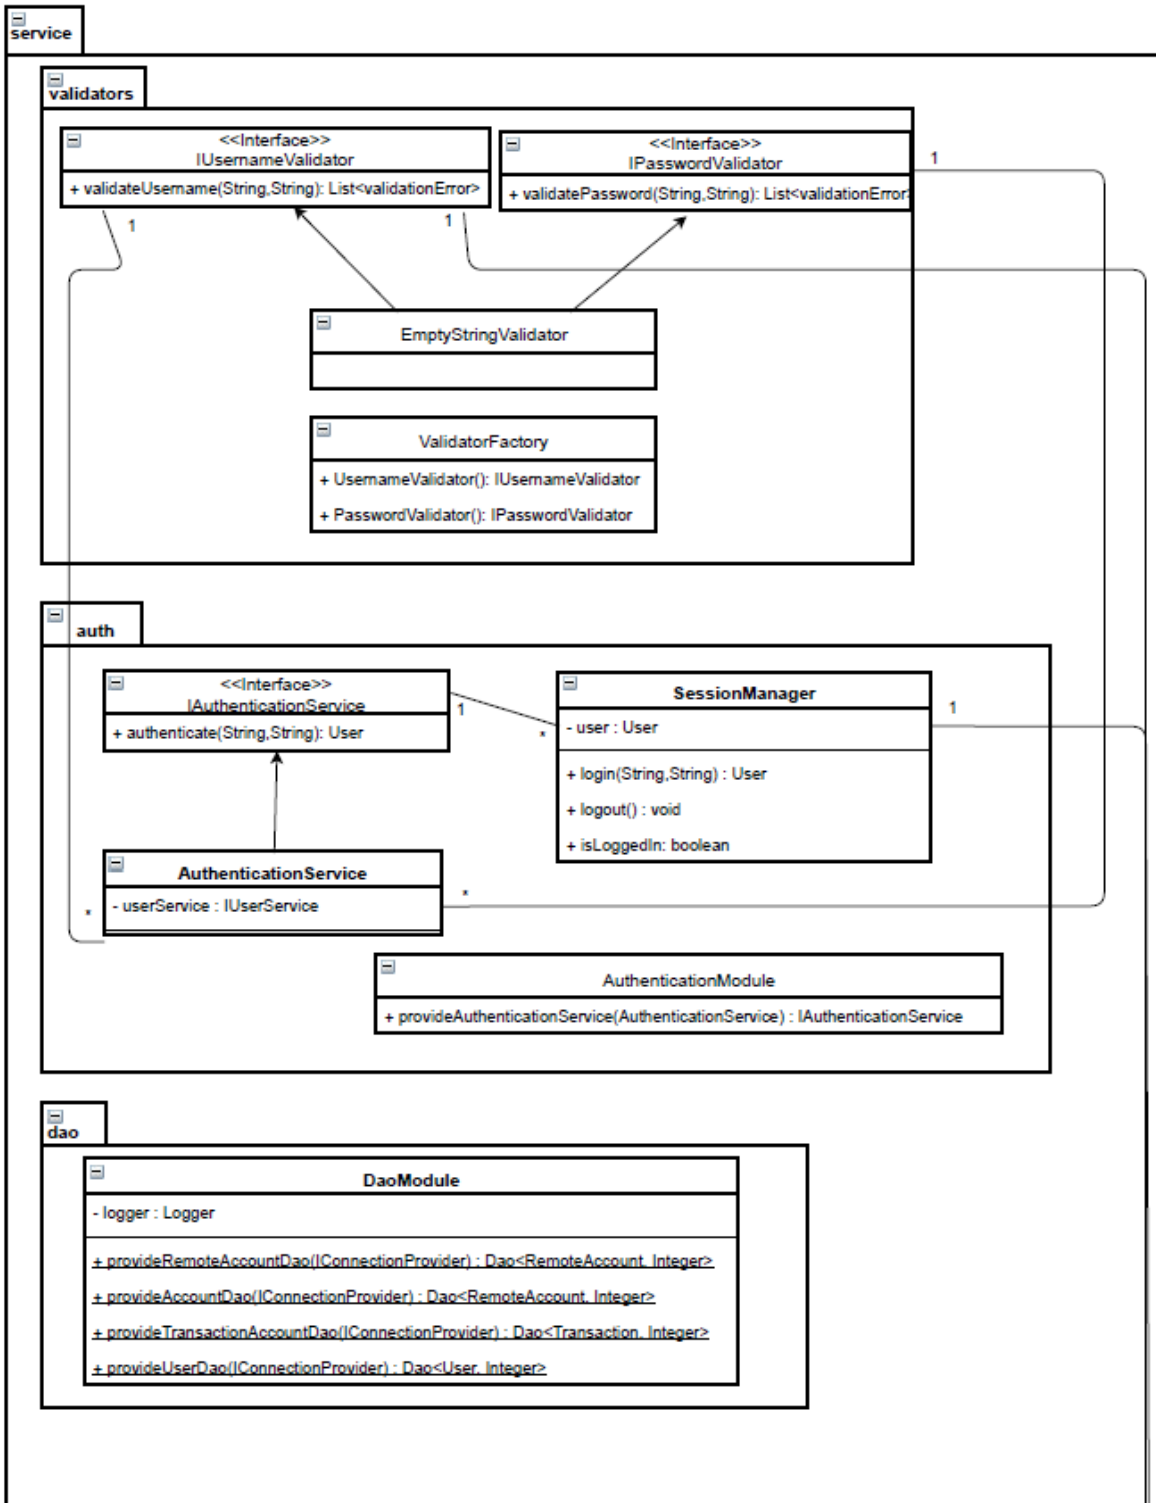 service
validators
<<Interface>>
IUsernameValidator
+ validateUsername(String,String): List<validationError>
<<Interface>>
IPasswordValidator
+ validatePassword(String,String): List<validationError>
1
1
1
EmptyStringValidator
ValidatorFactory
+ UsernameValidator(): IUsernameValidator
+ PasswordValidator(): IPasswordValidator
auth
<<Interface>>
IAuthenticationService
+ authenticate(String,String): User
1
*
SessionManager
- user : User
+ login(String,String) : User
+ logout() : void
+ isLoggedIn: boolean
1
AuthenticationService
- userService : IUserService
*
*
AuthenticationModule
+ provideAuthenticationService(AuthenticationService) : IAuthenticationService
dao
DaoModule
- logger : Logger
+ provideRemoteAccountDao(IConnectionProvider) : Dao<RemoteAccount, Integer>
+ provideAccountDao(IConnectionProvider) : Dao<RemoteAccount, Integer>
+ provideTransactionAccountDao(IConnectionProvider) : Dao<Transaction, Integer>
+ provideUserDao(IConnectionProvider) : Dao<User, Integer>